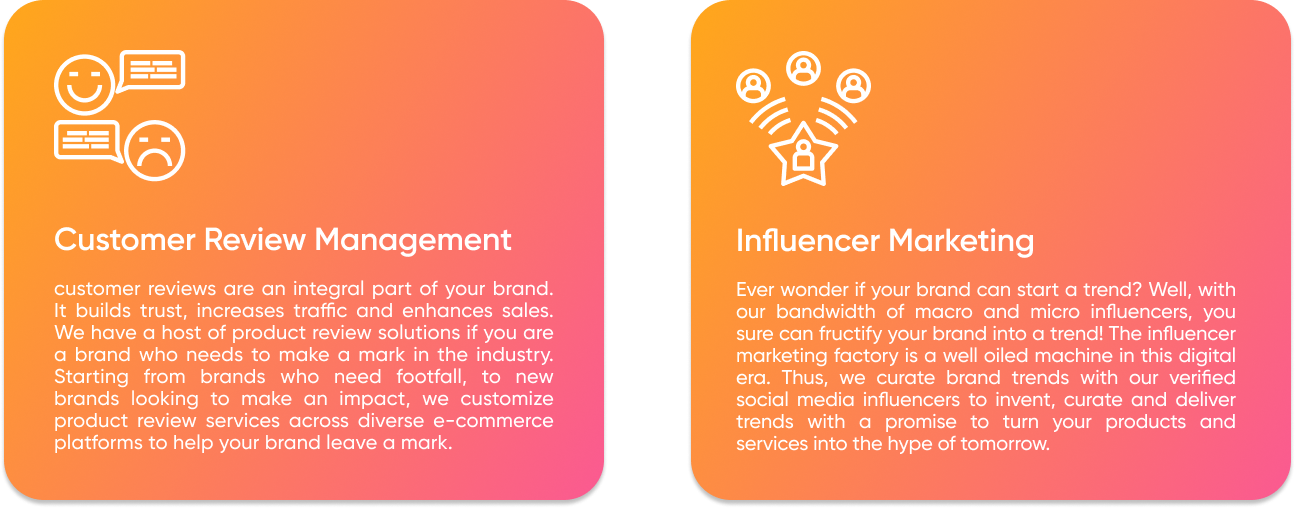 Customer Review Management
customer reviews are an integral part of your brand.
It builds trust, increases traffic and enhances sales.
We have a host of product review solutions if you are
a brand who needs to make a mark in the industry.
Starting from brands who need footfall, to new
brands looking to make an impact, we customize
product review services across diverse e-commerce
platforms to help your brand leave a mark.
Influencer Marketing
Ever wonder if your brand can start a trend? Well, with
our bandwidth of macro and micro influencers, you
sure can fructify your brand into a trend! The influencer
marketing factory is a well oiled machine in this digital
era. Thus, we curate brand trends with our verified
social media influencers to invent, curate and deliver
trends with a promise to turn your products and
services into the hype of tomorrow.